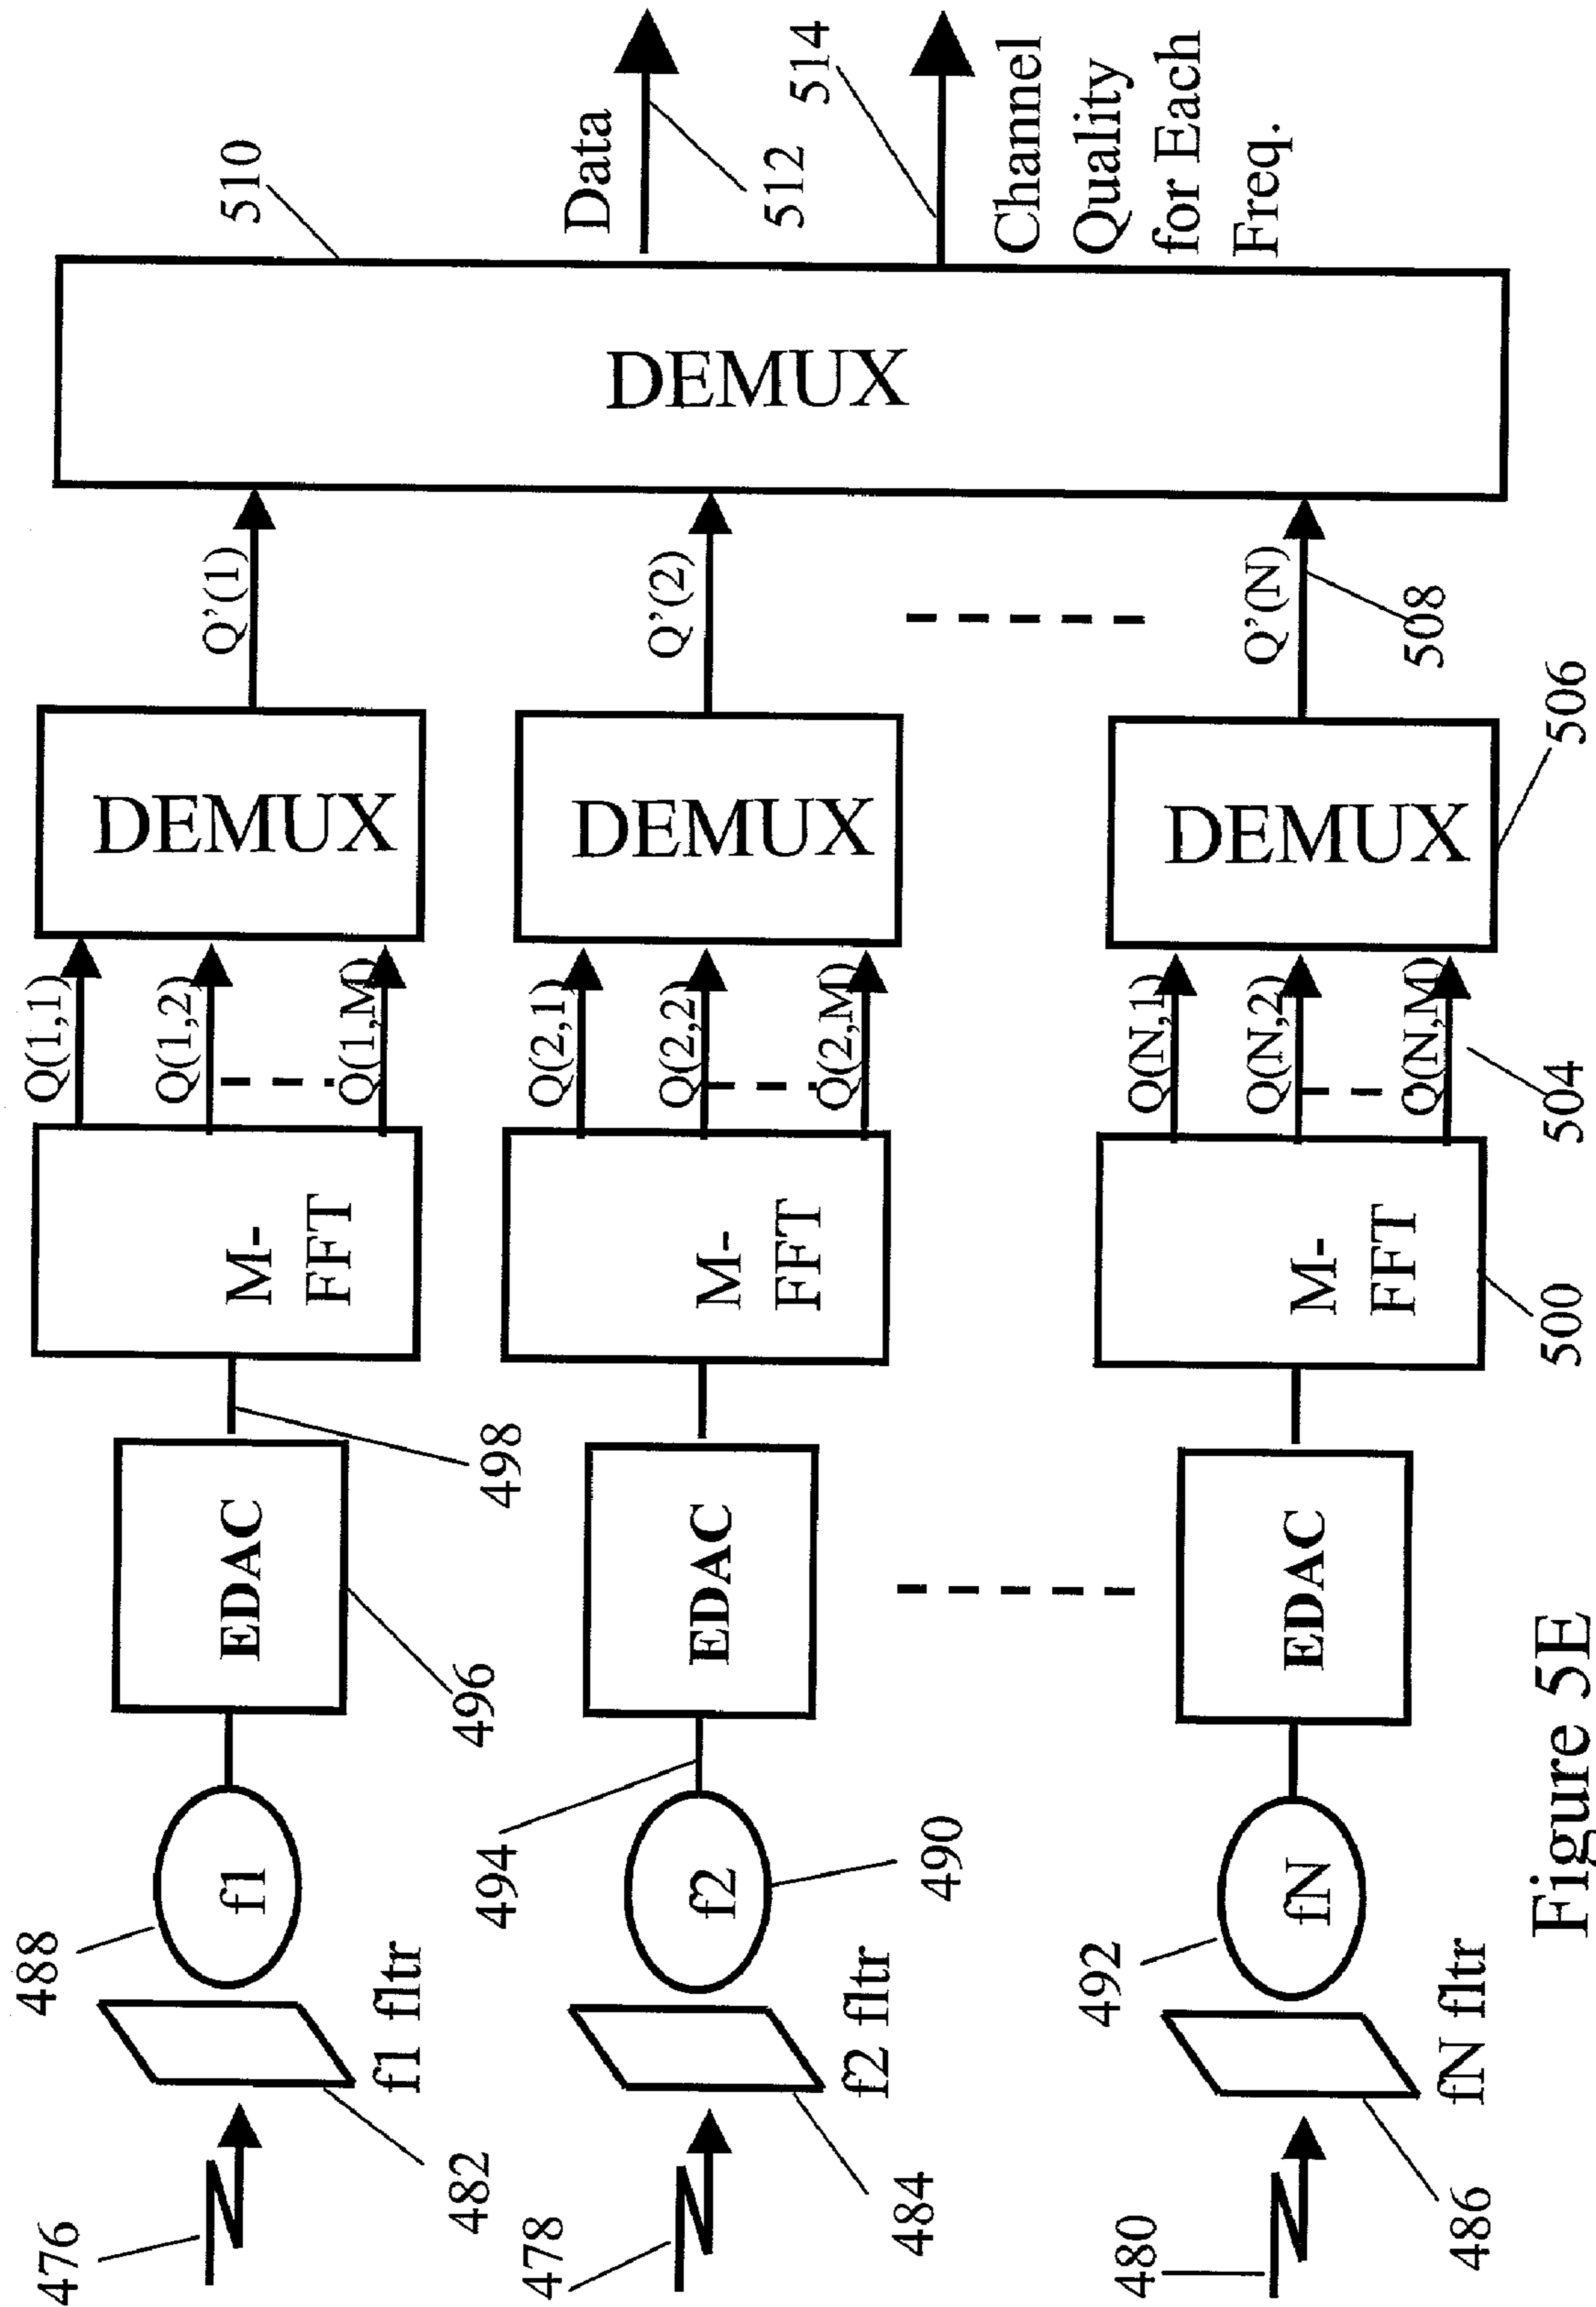 476
482
f1 fltr
488
f1
496
EDAC
498
M-
FFT
Q(1,1)
Q(1,2)
Q(1,M)
DEMUX
Q'(1)
478
484
f2 fltr
490
f2
494
EDAC
M-
FFT
Q(2,1)
Q(2,2)
Q(2,M)
DEMUX
Q'(2)
480
486
fN fltr
492
fN
EDAC
M-
FFT
500
Q(N,1)
Q(N,2)
Q(N,M)
504
DEMUX
506
Q'(N)
508
DEMUX
510
Data
512
514
Channel
Quality
for Each
Freq.
Figure 5E